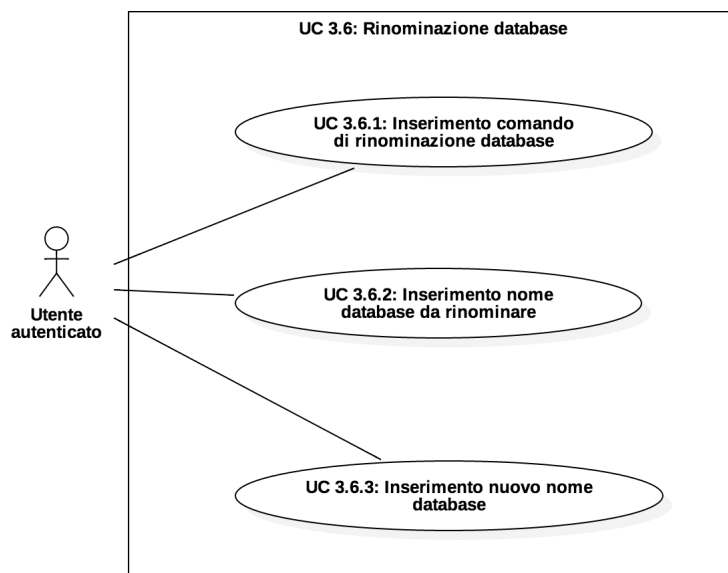 UC 3.6: Rinominazione database
UC 3.6.1: Inserimento comando
di rinominazione database
UC 3.6.2: Inserimento nome
database da rinominare
Utente
autenticato
UC 3.6.3: Inserimento nuovo nome
database